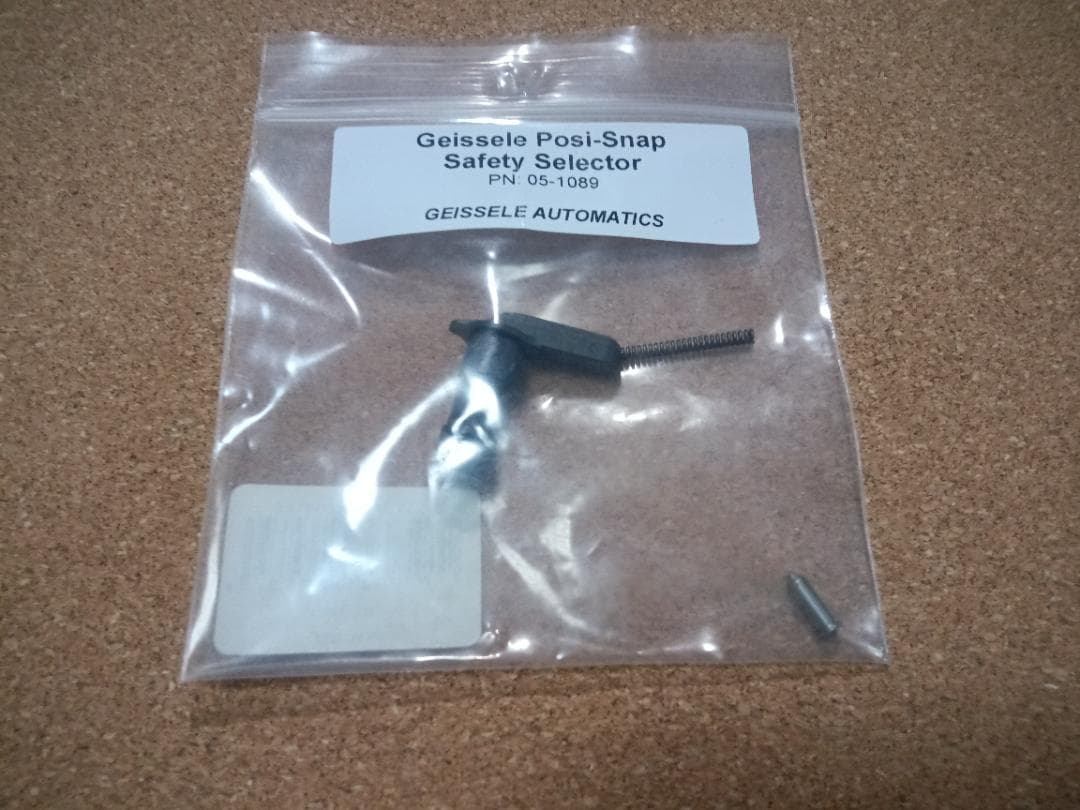 Geissele Posi-Snap
Safety Selector
PN: 05-1089
GEISSELE AUTOMATICS